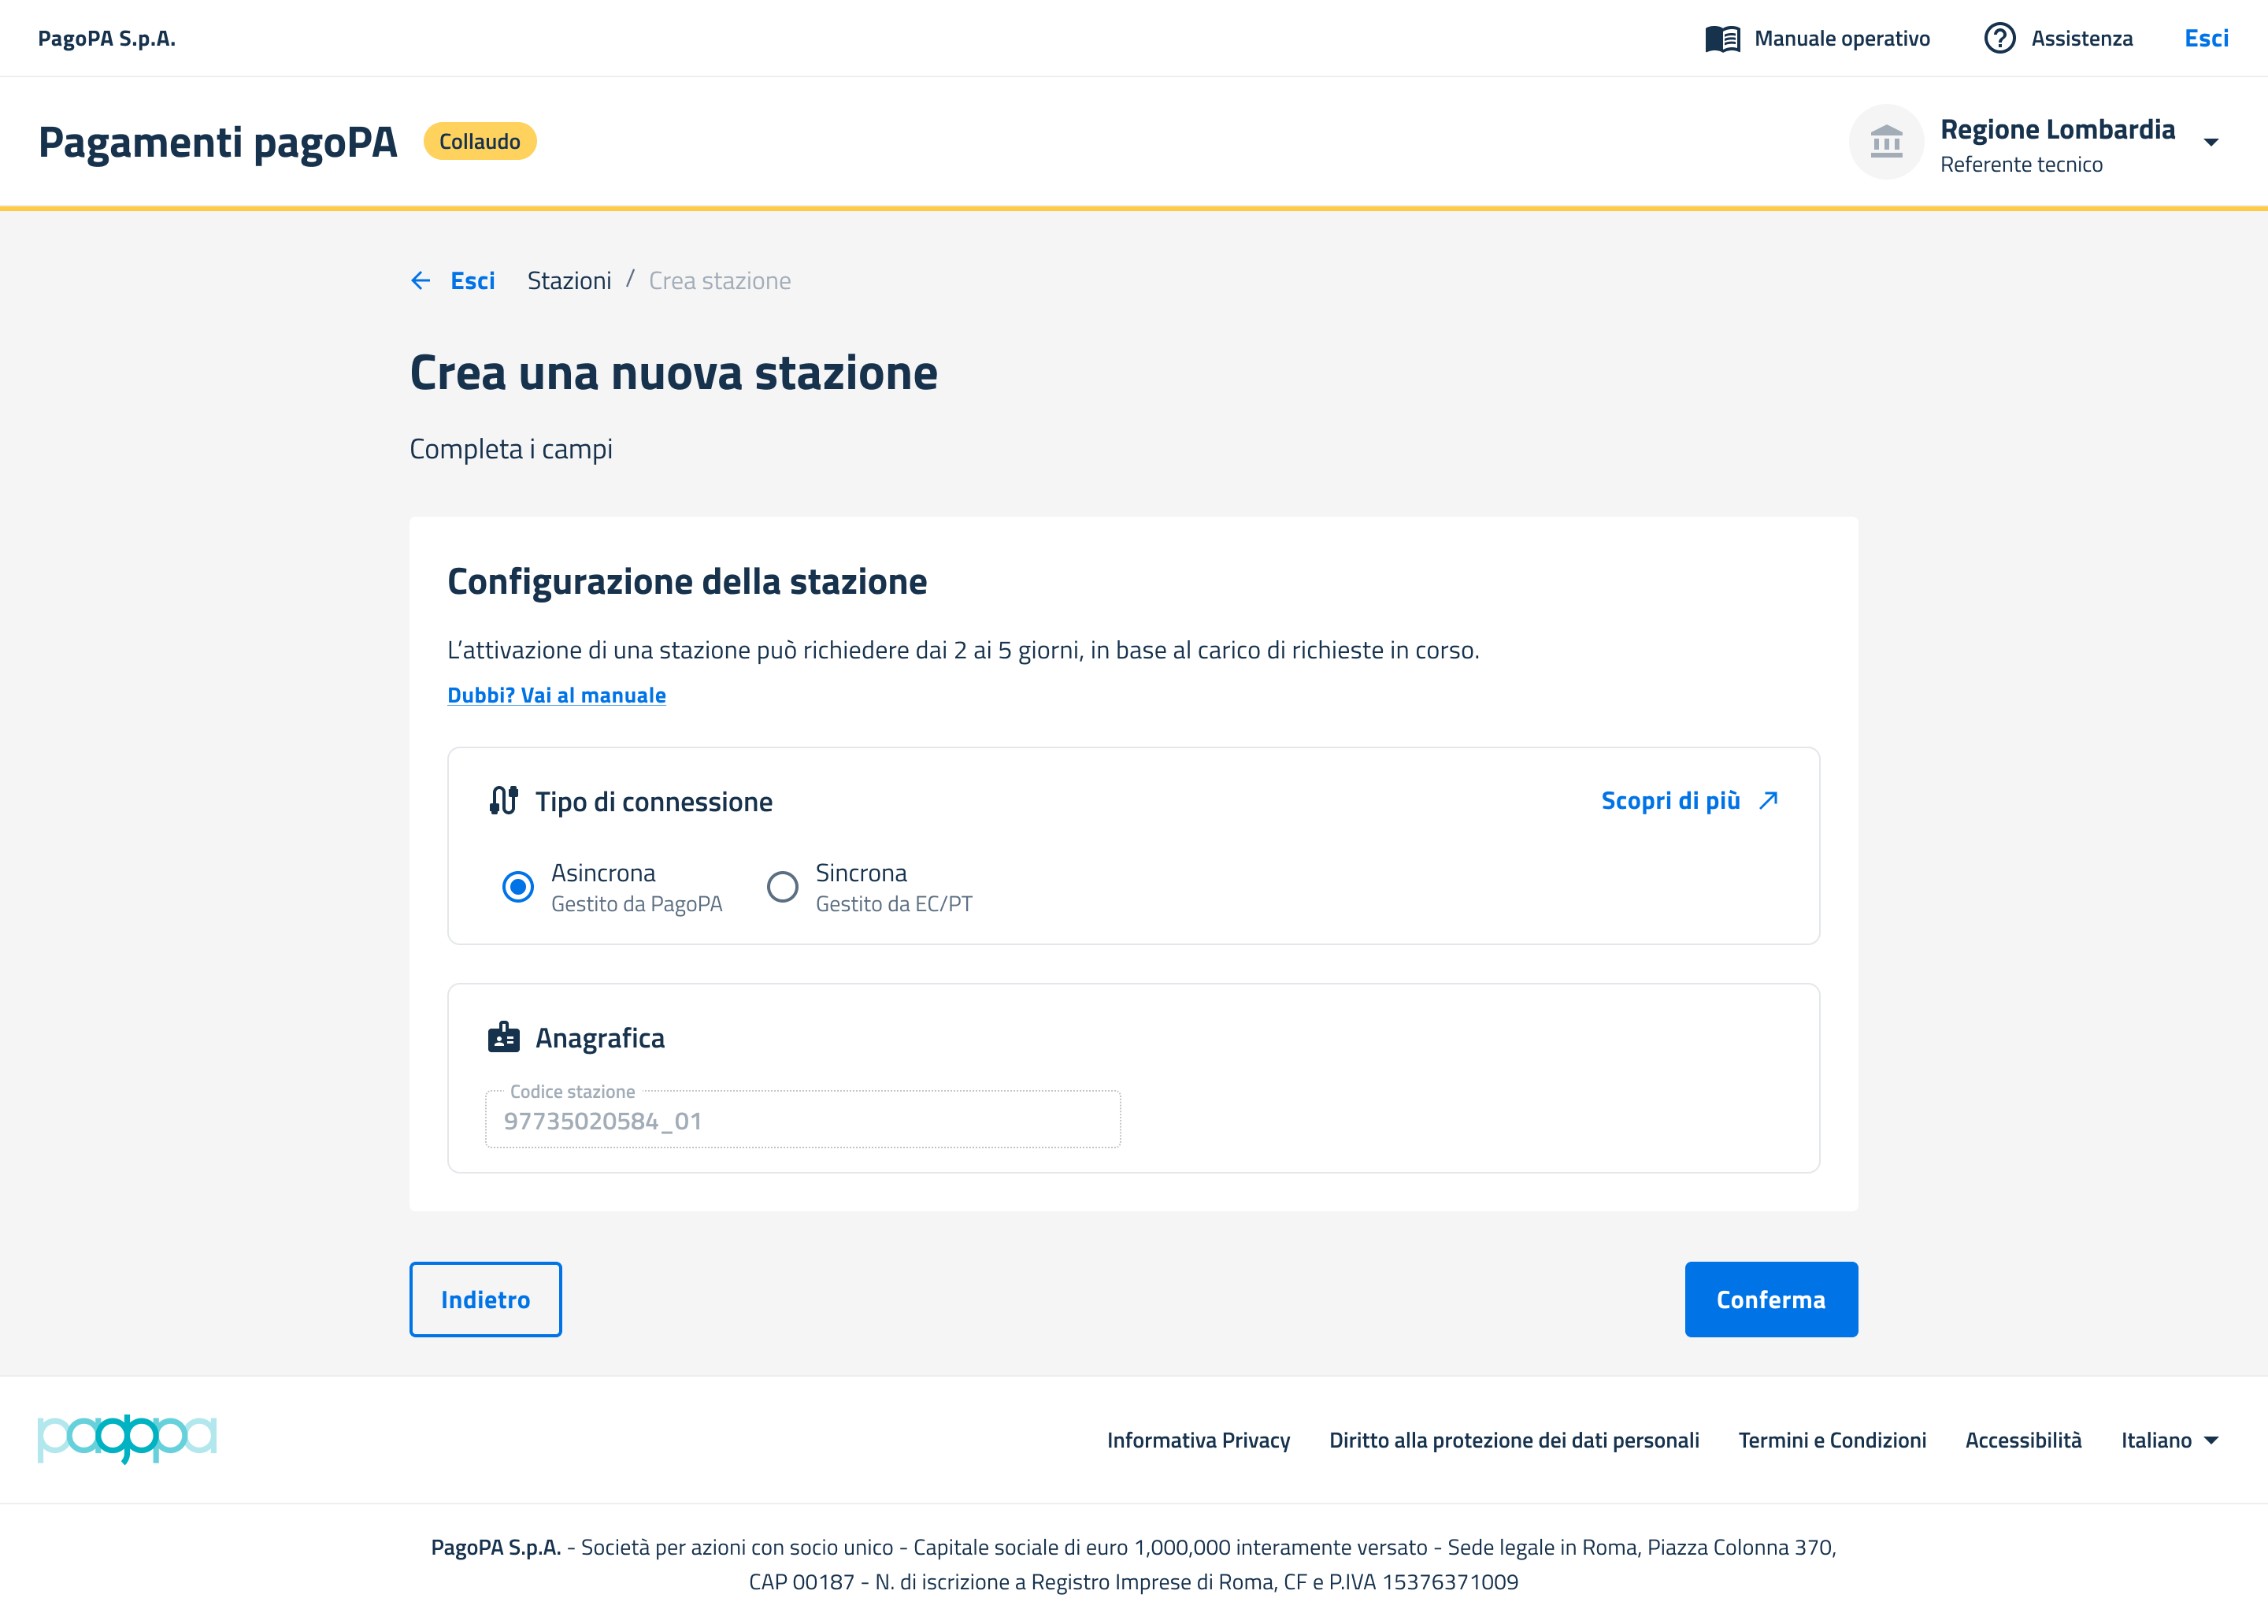 PagoPA S.p.A.
Manuale operativo
Assistenza
Esci
Pagamenti pagoPA
Collaudo
Regione Lombardia
Referente tecnico
Esci
Stazioni / Crea stazione
Crea una nuova stazione
Completa i campi
Configurazione della stazione
L’attivazione di una stazione può richiedere dai 2 ai 5 giorni, in base al carico di richieste in corso.
Dubbi? Vai al manuale
Tipo di connessione
Scopri di più
Asincrona
Gestito da PagoPA
Sincrona
Gestito da EC/PT
Anagrafica
Codice stazione
97735020584_01
Indietro
Conferma
pagopa
Informativa Privacy
Diritto alla protezione dei dati personali
Termini e Condizioni
Accessibilità
Italiano
PagoPA S.p.A. - Società per azioni con socio unico - Capitale sociale di euro 1,000,000 interamente versato - Sede legale in Roma, Piazza Colonna 370,
CAP 00187 - N. di iscrizione a Registro Imprese di Roma, CF e P.IVA 15376371009